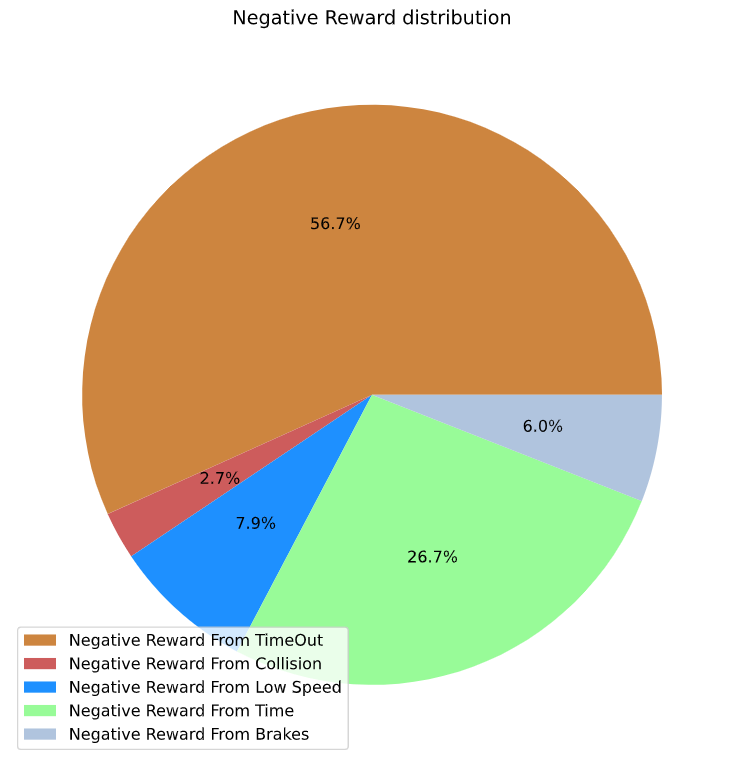 Negative Reward distribution
56.7%
2.7%
7.9%
26.7%
6.0%
Negative Reward From TimeOut
Negative Reward From Collision
Negative Reward From Low Speed
Negative Reward From Time
Negative Reward From Brakes